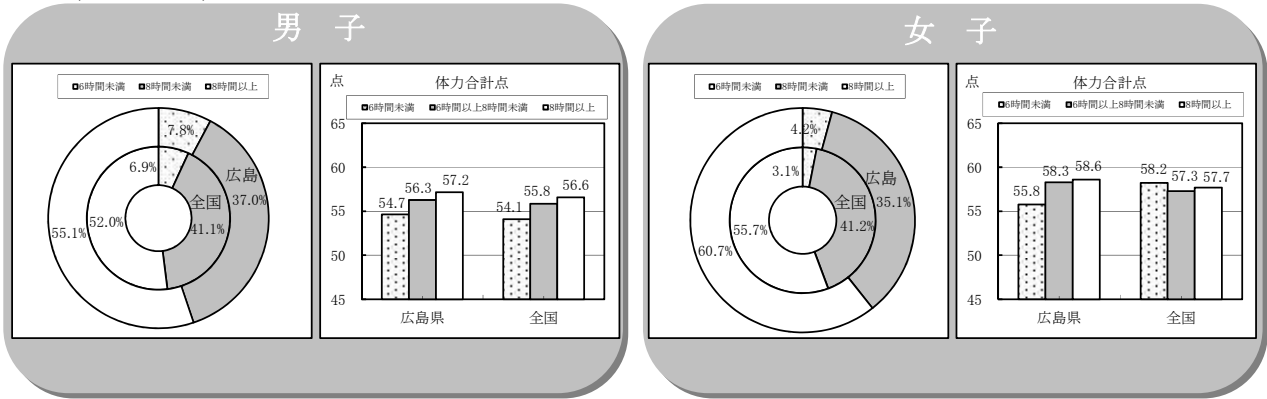 男 子
6時間未満 8時間未満 8時間以上
7.8%
6.9%
広島
37.0%
全国
41.1%
52.0%
55.1%
点
体力合計点
6時間未満 6時間以上8時間未満 8時間以上
65
60
55
50
45
54.7 56.3 57.2
54.1 55.8 56.6
広島県 全国
女 子
6時間未満 8時間未満 8時間以上
4.2%
3.1%
広島
35.1%
全国
41.2%
55.7%
60.7%
点
体力合計点
6時間未満 6時間以上8時間未満 8時間以上
65
60
55
50
45
55.8 58.3 58.6
58.2 57.3 57.7
広島県 全国